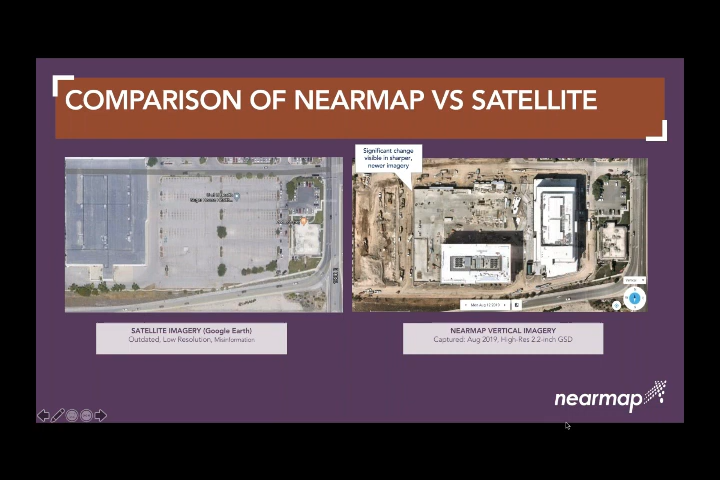 COMPARISON OF NEARMAP VS SATELLITE
Significant change
visible in sharper,
newer imagery
SATELLITE IMAGERY (Google Earth)
Outdated, Low Resolution, Misinformation
NEARMAP VERTICAL IMAGERY
Captured: Aug 2019, High-Res 2.2-inch GSD
nearmap